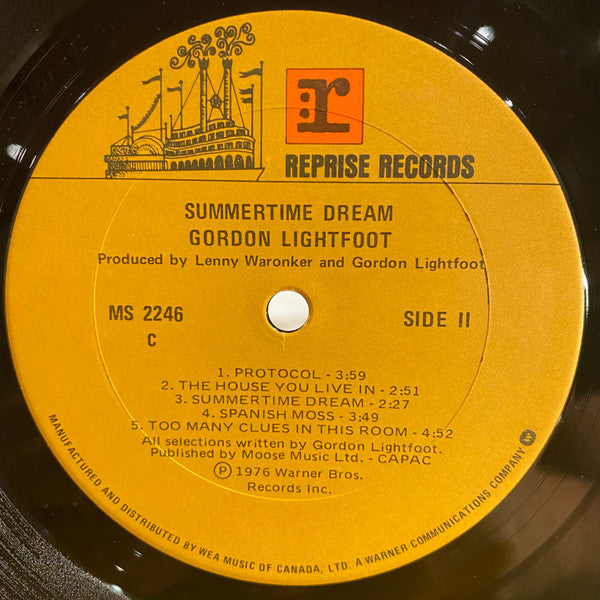 r
REPRISE RECORDS
SUMMERTIME DREAM
GORDON LIGHTFOOT
Produced by Lenny Waronker and Gordon Lightfoot
MS 2246
SIDE II
C
1. PROTOCOL - 3:59
2. THE HOUSE YOU LIVE IN - 2:51
3. SUMMERTIME DREAM - 2:27
4. SPANISH MOSS - 3:49
5. TOO MANY CLUES IN THIS ROOM - 4:52
All selections written by Gordon Lightfoot.
Published by Moose Music Ltd. - CAPAC
Ⓟ 1976 Warner Bros.
Records Inc.
MANUFACTURED AND DISTRIBUTED BY WEA MUSIC OF CANADA, LTD. A WARNER COMMUNICATIONS COMPANY